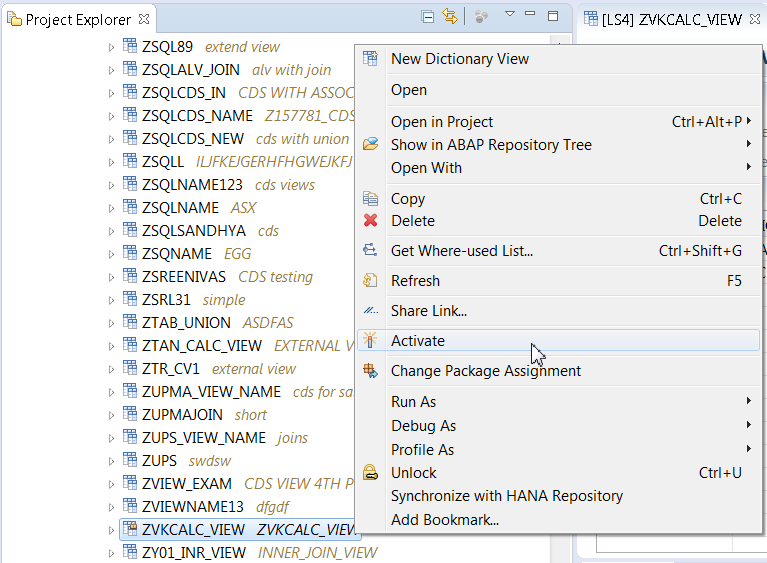 Project Explorer
[LS4] ZVKCALC_VIEW
ZSQL89 extend view
ZSQLALV_JOIN alv with join
ZSQLCDS_IN CDS WITH ASSOC
ZSQLCDS_NAME Z157781_CDS
ZSQLCDS_NEW cds with union
ZSQLL ILJFKEJGERHFHGWEJKFJ
ZSQLNAME123 cds views
ZSQLNAME ASX
ZSQLSANDHYA cds
ZSQNAME EGG
ZSREENIVAS CDS testing
ZSRL31 simple
ZTAB_UNION ASDFAS
ZTAN_CALC_VIEW EXTERNAL V
ZTR_CV1 external view
ZUPMA_VIEW_NAME cds for sa
ZUPMAJOIN short
ZUPS_VIEW_NAME joins
ZUPS swdsw
ZVIEW_EXAM CDS VIEW 4TH P
ZVIEWNAME13 dfgdf
ZVKCALC_VIEW ZVKCALC_VIEW
ZY01_INR_VIEW INNER_JOIN_VIEW
New Dictionary View
Open
Open in Project Ctrl+Alt+P
Show in ABAP Repository Tree
Open With
Copy Ctrl+C
Delete Delete
Get Where-used List... Ctrl+Shift+G
Refresh F5
Share Link...
Activate
Change Package Assignment
Run As
Debug As
Profile As
Unlock Ctrl+U
Synchronize with HANA Repository
Add Bookmark...